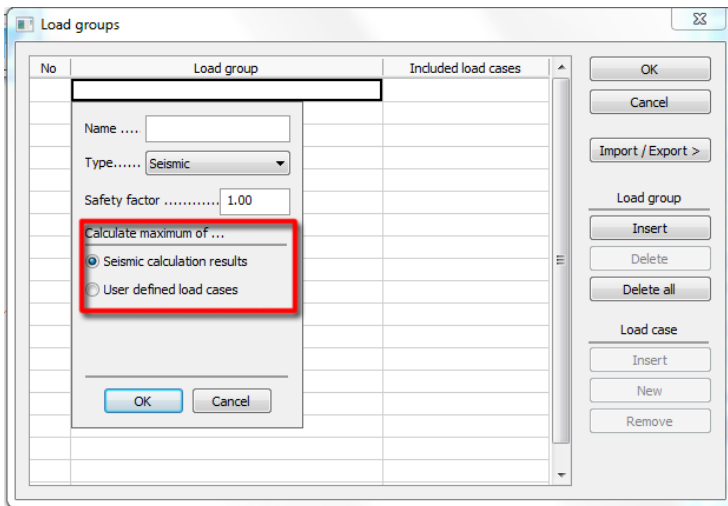 Load groups
No Load group Included load cases
OK
Cancel
Import / Export >
Load group
Insert
Delete
Delete all
Load case
Insert
New
Remove
Name ....
Type...... Seismic
Safety factor ............ 1.00
Calculate maximum of ...
Seismic calculation results
User defined load cases
OK Cancel